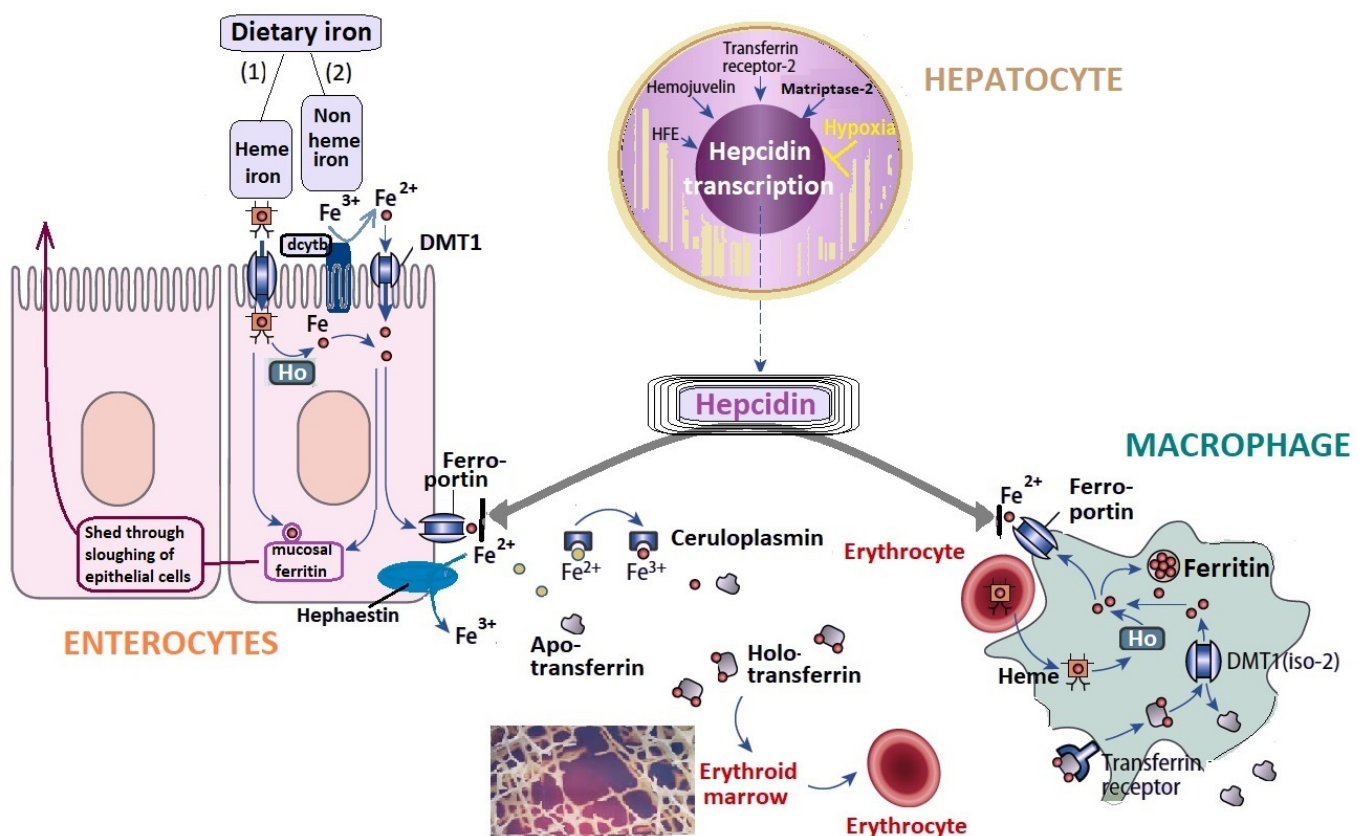 Dietary iron
(1)
(2)
Heme
iron
Non
heme
iron
Fe3+
Fe2+
dcytb
DMT1
Fe
Ho
Ferro-
portin
Fe2+
Shed through
sloughing of
epithelial cells
mucosal
ferritin
Hephaestin
Fe3+
ENTEROCYTES
HEPATOCYTE
Transferrin
receptor-2
Hemojuvelin
Matriptase-2
HFE
Hypoxia
Hepcidin
transcription
Hepcidin
Ceruloplasmin
Fe2+
Fe3+
Apo-
transferrin
Holo-
transferrin
Erythroid
marrow
Erythrocyte
MACROPHAGE
Fe2+
Ferro-
portin
Erythrocyte
Ferritin
Ho
Heme
DMT1(iso-2)
Transferrin
receptor